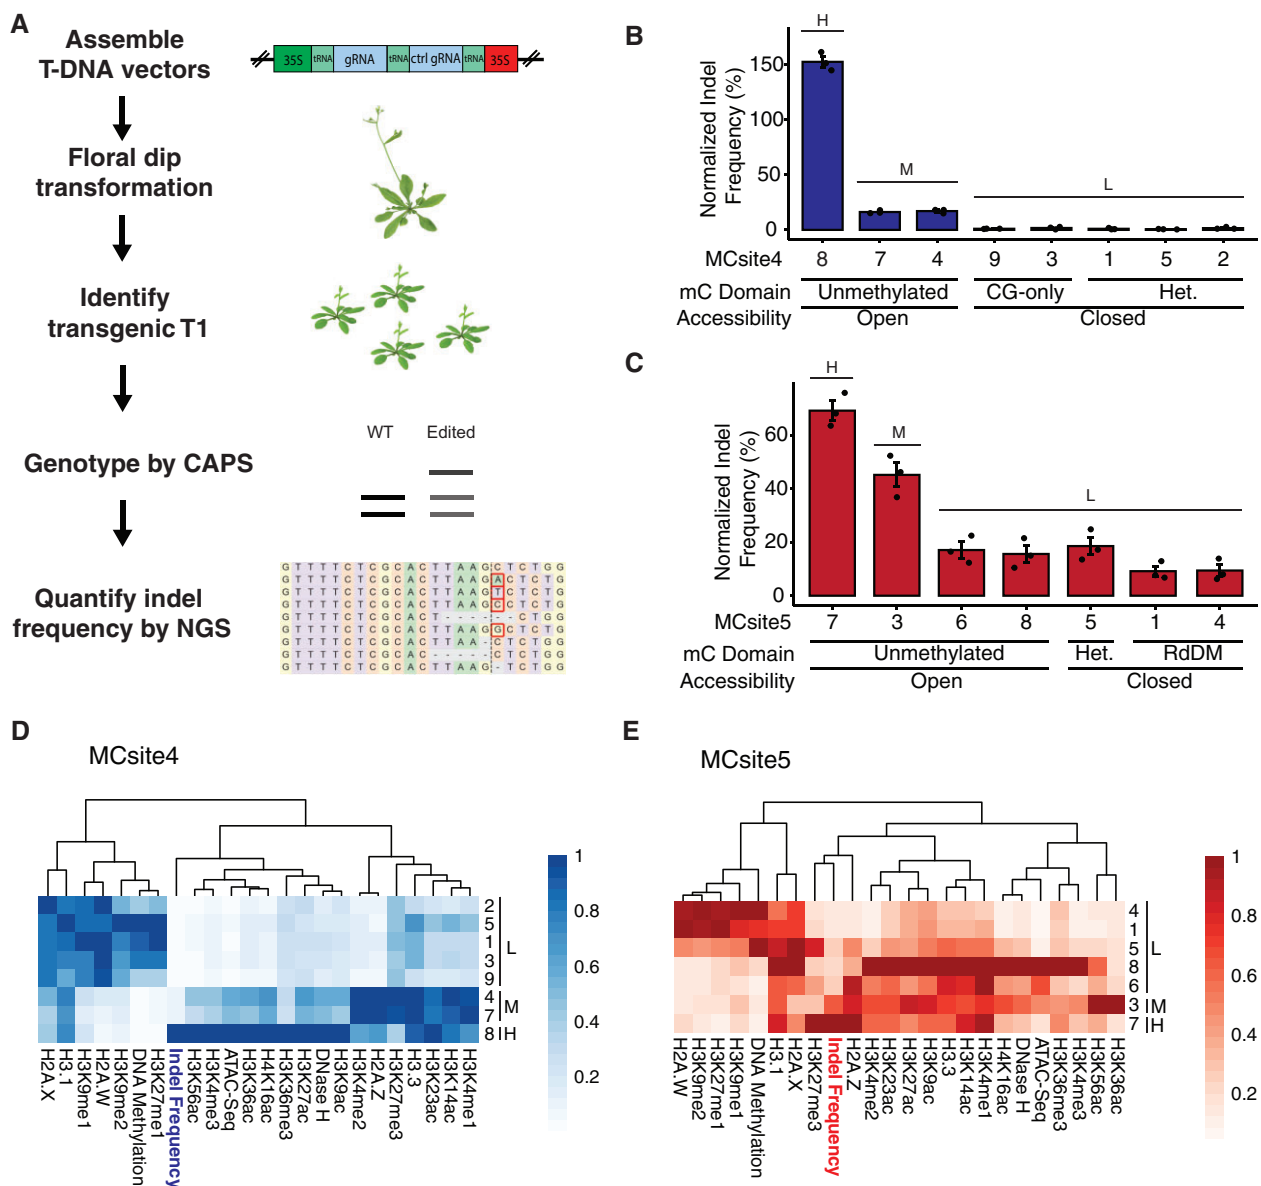 A
Assemble
T-DNA vectors
35S tRNA gRNA tRNA ctrl gRNA tRNA 35S
Floral dip
transformation
Identify
transgenic T1
Genotype by CAPS
WT Edited
Quantify indel
frequency by NGS
G T T T T C T C G C A C T T A A G C T C T G G
G T T T T C T C G C A C T T A A G A C T C T G
G T T T T C T C G C A C T T A A G T C T C T G
G T T T T C T C G C A C T T A A G C C T C T G
G T T T T C T C G C A C T - - - - - - C T G G
G T T T T C T C G C A C T T A A G G C T C T G
G T T T T C T C G C A C T T A A - C T C T G G
G T T T T C T C G C A C - - - - - C T C T G G
G T T T T C T C G C A C T T A A G - T C T G G
B
Normalized Indel
Frequency (%)
150
100
50
0
H
M
L
MCsite4 8 7 4 9 3 1 5 2
mC Domain Unmethylated CG-only Het.
Accessibility Open Closed
C
Normalized Indel
Frequency (%)
60
40
20
0
H
M
L
MCsite5 7 3 6 8 5 1 4
mC Domain Unmethylated Het. RdDM
Accessibility Open Closed
D
MCsite4
2
5
1
3
9
4
7
8
L
M
H
H2A.X
H3.1
H3K9me1
H2A.W
H3K9me2
DNA Methylation
H3K27me1
Indel Frequency
H3K56ac
H3K4me3
ATAC-Seq
H3K36ac
H4K16ac
H3K36me3
H3K27ac
DNase H
H3K9ac
H3K4me2
H2A.Z
H3K27me3
H3.3
H3K23ac
H3K14ac
H3K4me1
1
0.8
0.6
0.4
0.2
E
MCsite5
4
1
5
8
6
3
7
L
M
H
H2A.W
H3K9me2
H3K27me1
H3K9me1
DNA Methylation
H3.1
H2A.X
H3K27me3
Indel Frequency
H2A.Z
H3K4me2
H3K23ac
H3K27ac
H3K9ac
H3.3
H3K14ac
H3K4me1
H4K16ac
DNase H
ATAC-Seq
H3K36me3
H3K4me3
H3K56ac
H3K36ac
1
0.8
0.6
0.4
0.2